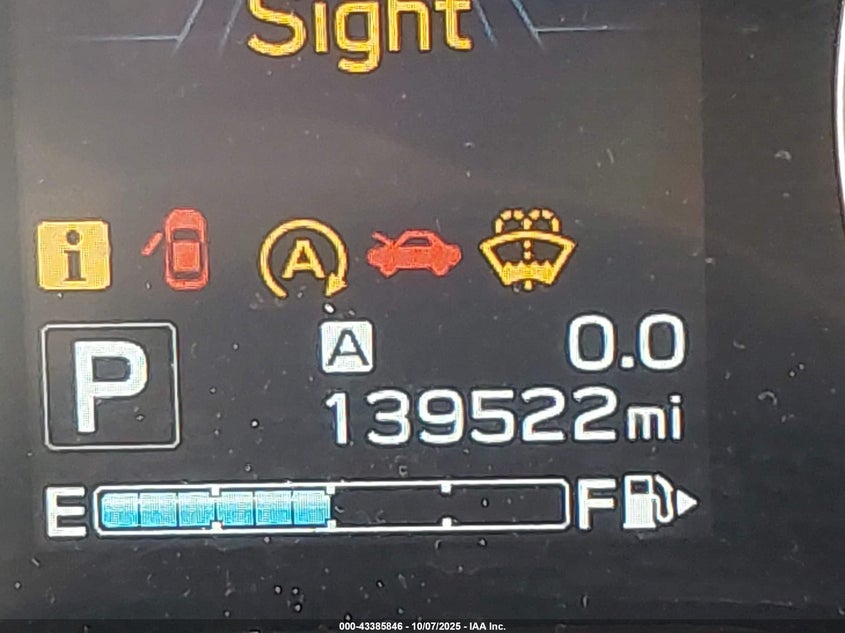 Sight
i
A
P
A 0.0
139522mi
E F
000-43385846 - 10/07/2025 - IAA Inc.